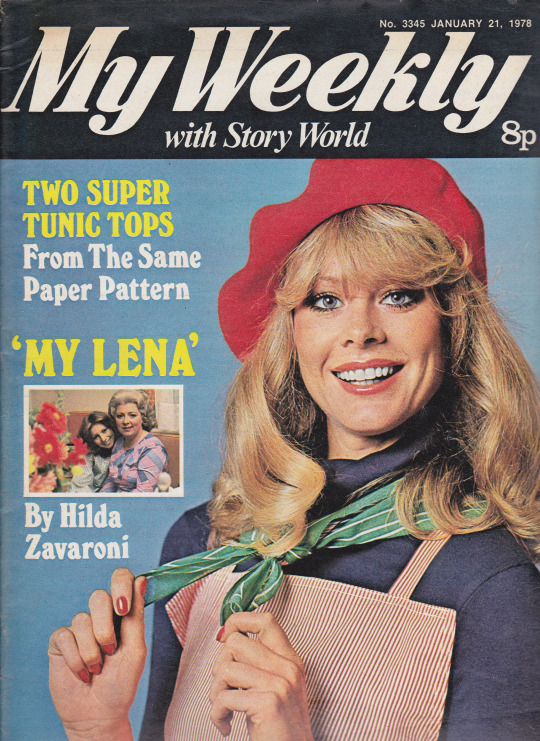 No. 3345 JANUARY 21, 1978
My Weekly
with Story World
8p
TWO SUPER
TUNIC TOPS
From The Same
Paper Pattern
‘MY LENA’
By Hilda
Zavaroni